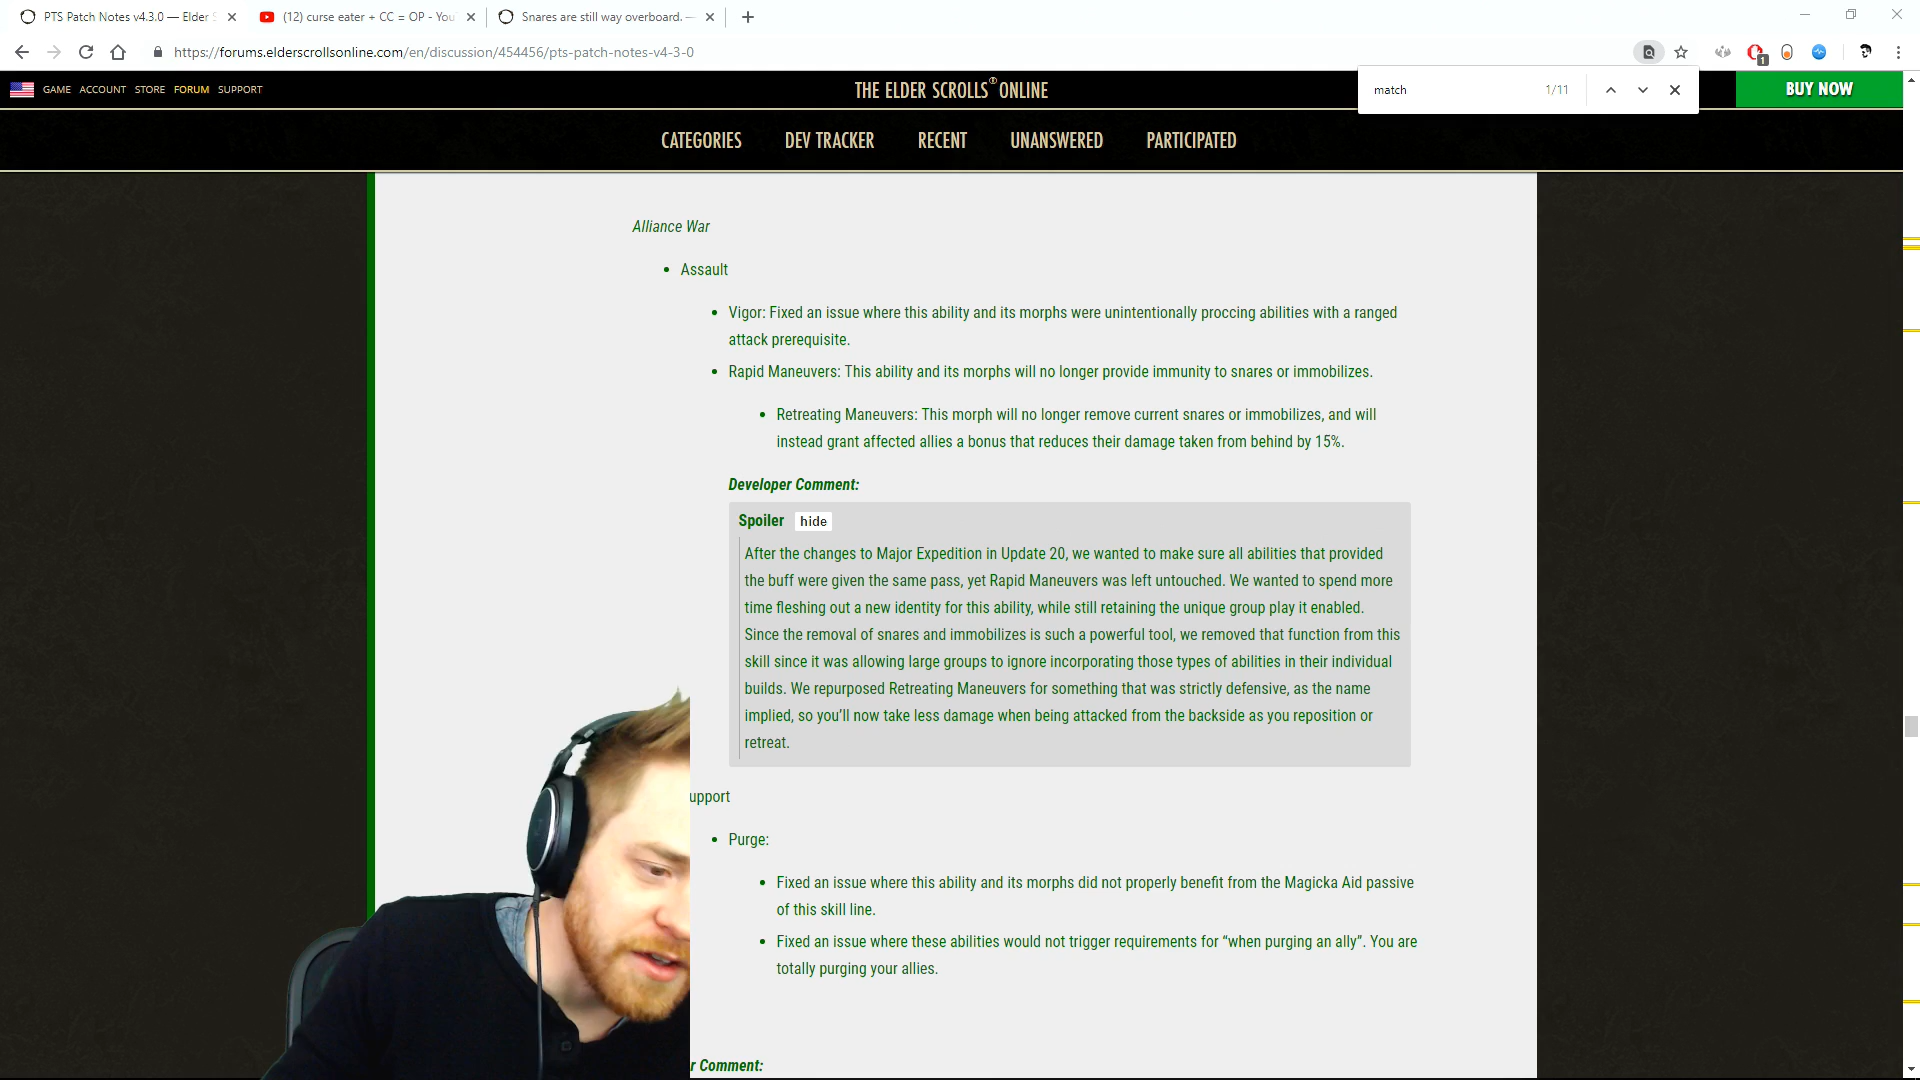 PTS Patch Notes v4.3.0 — Elder S
(12) curse eater + CC = OP - You
Snares are still way overboard. —
https://forums.elderscrollsonline.com/en/discussion/454456/pts-patch-notes-v4-3-0
1
match 1/11
GAME ACCOUNT STORE FORUM SUPPORT
THE ELDER SCROLLS ONLINE
BUY NOW
CATEGORIES DEV TRACKER RECENT UNANSWERED PARTICIPATED
Alliance War
• Assault
• Vigor: Fixed an issue where this ability and its morphs were unintentionally proccing abilities with a ranged
attack prerequisite.
• Rapid Maneuvers: This ability and its morphs will no longer provide immunity to snares or immobilizes.
• Retreating Maneuvers: This morph will no longer remove current snares or immobilizes, and will
instead grant affected allies a bonus that reduces their damage taken from behind by 15%.
Developer Comment:
Spoiler hide
After the changes to Major Expedition in Update 20, we wanted to make sure all abilities that provided
the buff were given the same pass, yet Rapid Maneuvers was left untouched. We wanted to spend more
time fleshing out a new identity for this ability, while still retaining the unique group play it enabled.
Since the removal of snares and immobilizes is such a powerful tool, we removed that function from this
skill since it was allowing large groups to ignore incorporating those types of abilities in their individual
builds. We repurposed Retreating Maneuvers for something that was strictly defensive, as the name
implied, so you'll now take less damage when being attacked from the backside as you reposition or
retreat.
upport
• Purge:
• Fixed an issue where this ability and its morphs did not properly benefit from the Magicka Aid passive
of this skill line.
• Fixed an issue where these abilities would not trigger requirements for “when purging an ally”. You are
totally purging your allies.
r Comment: